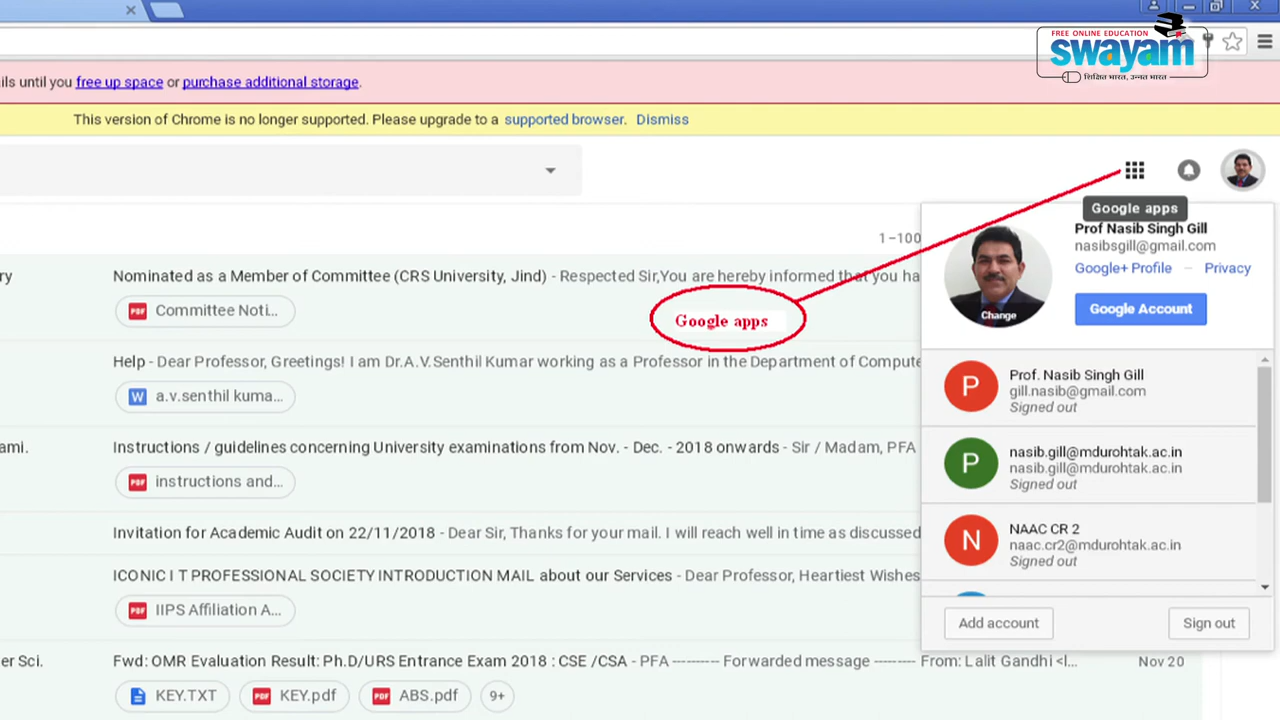 FREE ONLINE EDUCATION
swayam
शिक्षित भारत, उन्नत भारत
ils until you free up space or purchase additional storage.
This version of Chrome is no longer supported. Please upgrade to a supported browser. Dismiss
Google apps
1–100
Prof Nasib Singh Gill
nasibsgill@gmail.com
Google+ Profile – Privacy
Change
Google Account
ry
Nominated as a Member of Committee (CRS University, Jind) - Respected Sir,You are hereby informed that you ha
PDF Committee Noti...
Google apps
Help - Dear Professor, Greetings! I am Dr.A.V.Senthil Kumar working as a Professor in the Department of Compute
W a.v.senthil kuma...
P
Prof. Nasib Singh Gill
gill.nasib@gmail.com
Signed out
ami.
Instructions / guidelines concerning University examinations from Nov. - Dec. - 2018 onwards - Sir / Madam, PFA
PDF instructions and...
P
nasib.gill@mdurohtak.ac.in
nasib.gill@mdurohtak.ac.in
Signed out
Invitation for Academic Audit on 22/11/2018 - Dear Sir, Thanks for your mail. I will reach well in time as discussed
N
NAAC CR 2
naac.cr2@mdurohtak.ac.in
Signed out
ICONIC I T PROFESSIONAL SOCIETY INTRODUCTION MAIL about our Services - Dear Professor, Heartiest Wishes
PDF IIPS Affiliation A...
Add account
Sign out
er Sci.
Fwd: OMR Evaluation Result: Ph.D/URS Entrance Exam 2018 : CSE /CSA - PFA ---------- Forwarded message --------- From: Lalit Gandhi <l...
Nov 20
KEY.TXT
PDF KEY.pdf
PDF ABS.pdf
9+